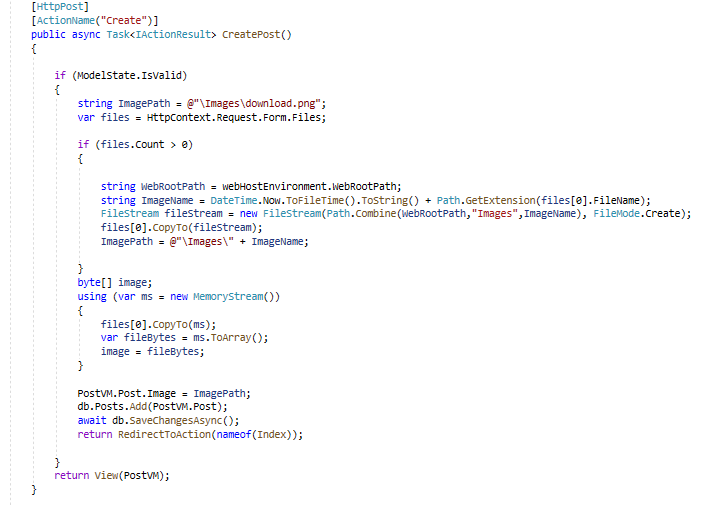 [HttpPost]
[ActionName("Create")]
public async Task<IActionResult> CreatePost()
{
if (ModelState.IsValid)
{
string ImagePath = @"\Images\download.png";
var files = HttpContext.Request.Form.Files;
if (files.Count > 0)
{
string WebRootPath = webHostEnvironment.WebRootPath;
string ImageName = DateTime.Now.ToFileTime().ToString() + Path.GetExtension(files[0].FileName);
FileStream fileStream = new FileStream(Path.Combine(WebRootPath,"Images",ImageName), FileMode.Create);
files[0].CopyTo(fileStream);
ImagePath = @"\Images\" + ImageName;
}
byte[] image;
using (var ms = new MemoryStream())
{
files[0].CopyTo(ms);
var fileBytes = ms.ToArray();
image = fileBytes;
}
PostVM.Post.Image = ImagePath;
db.Posts.Add(PostVM.Post);
await db.SaveChangesAsync();
return RedirectToAction(nameof(Index));
}
return View(PostVM);
}